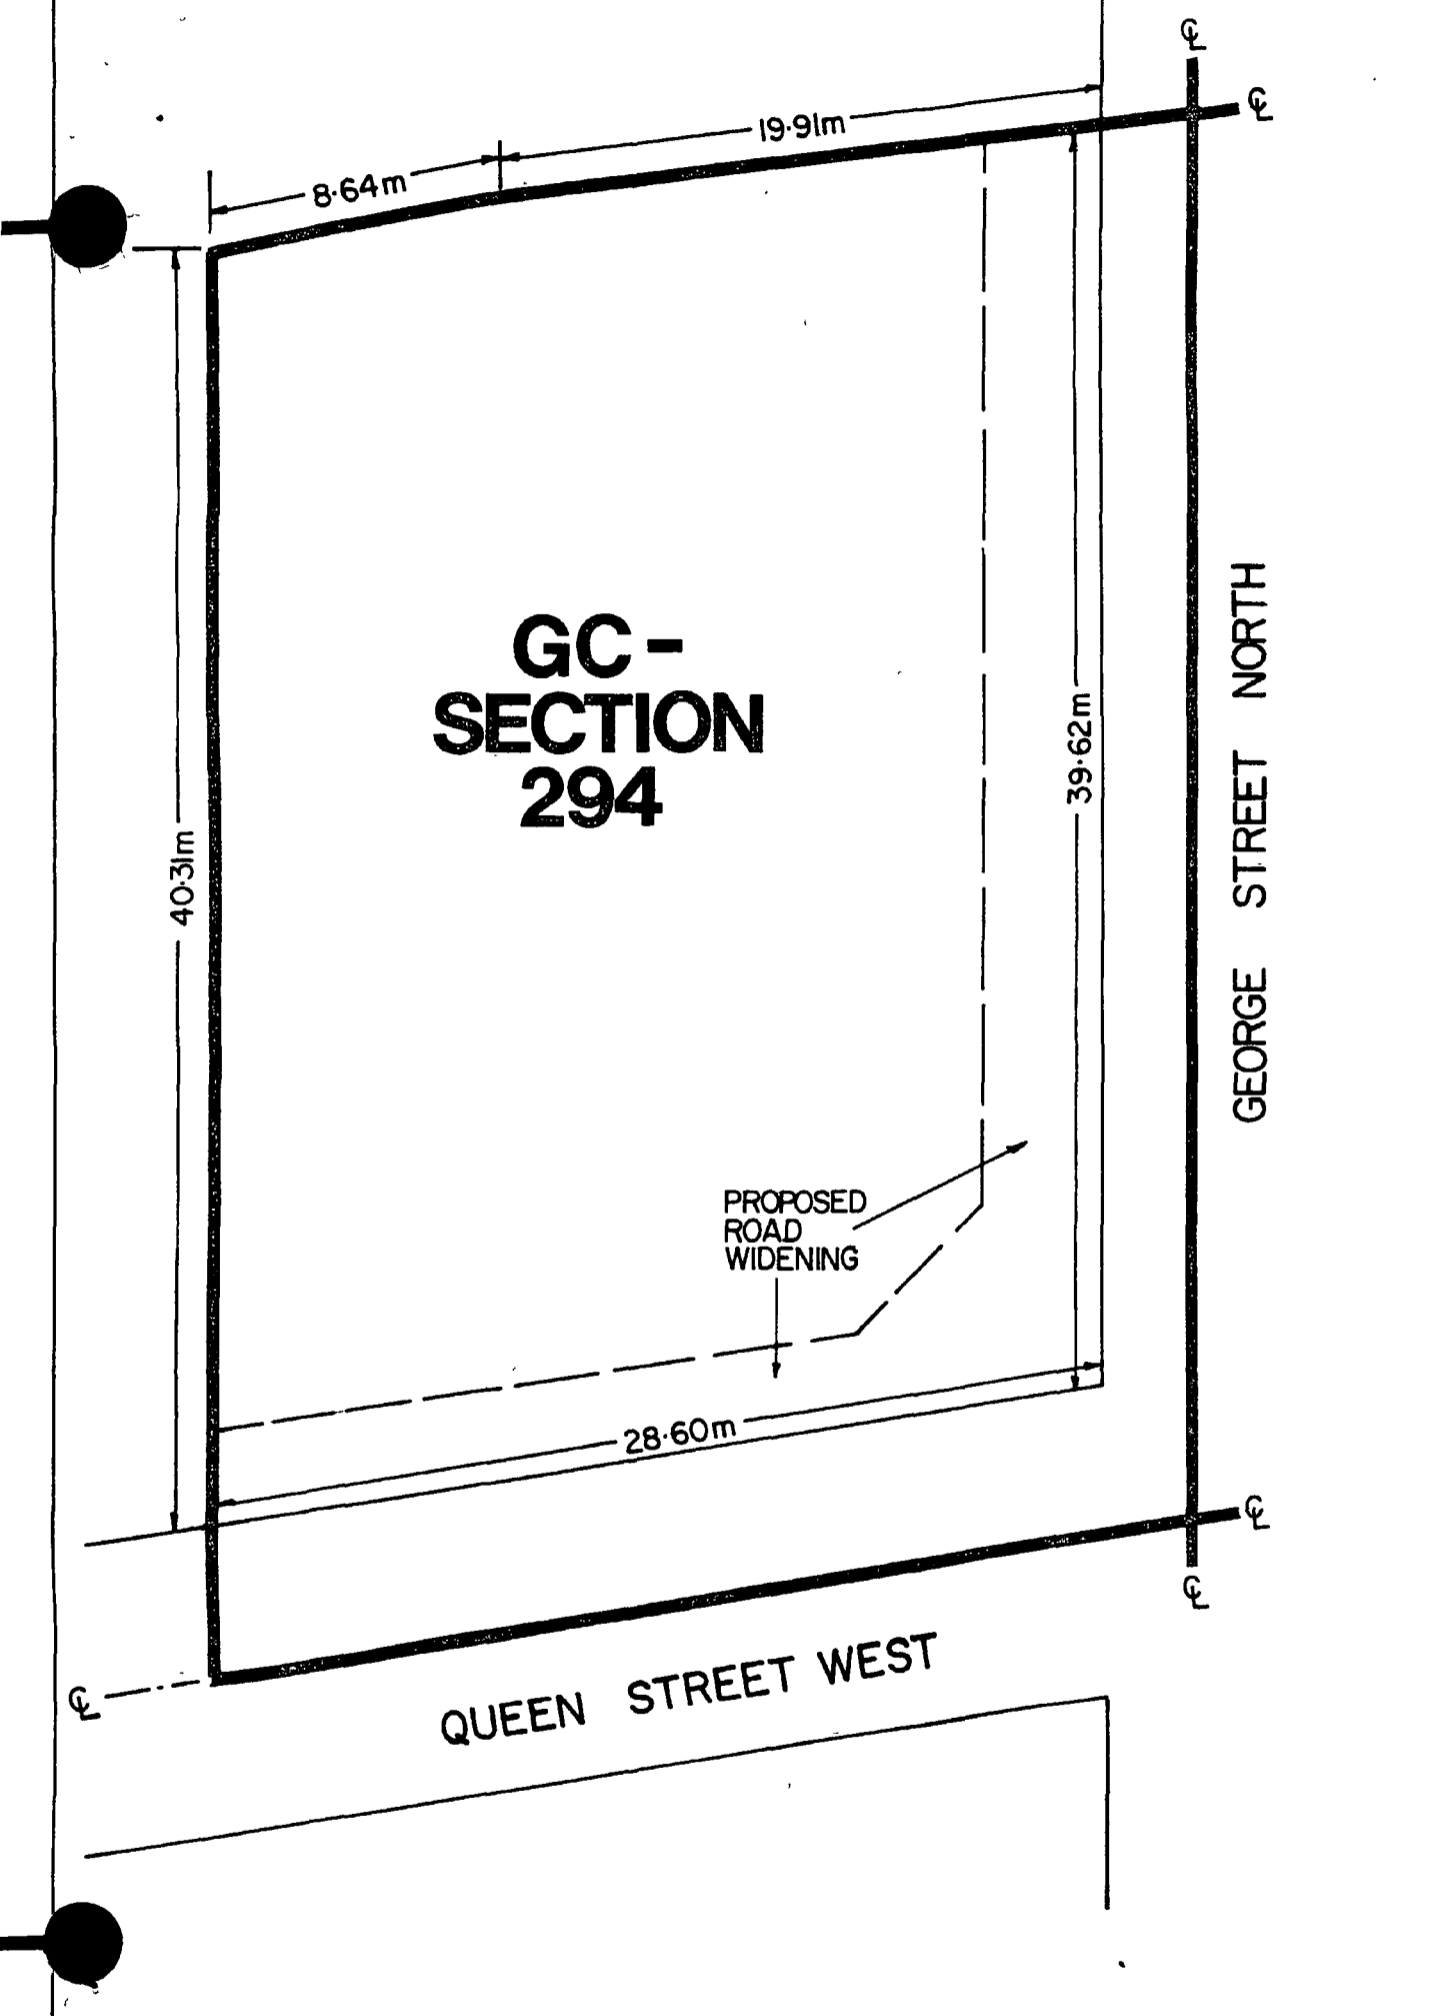 ℄
℄
19.91m
8.64m
GC-
SECTION
294
40.31m
39.62m
GEORGE STREET NORTH
PROPOSED
ROAD
WIDENING
28.60m
℄
℄
℄
QUEEN STREET WEST